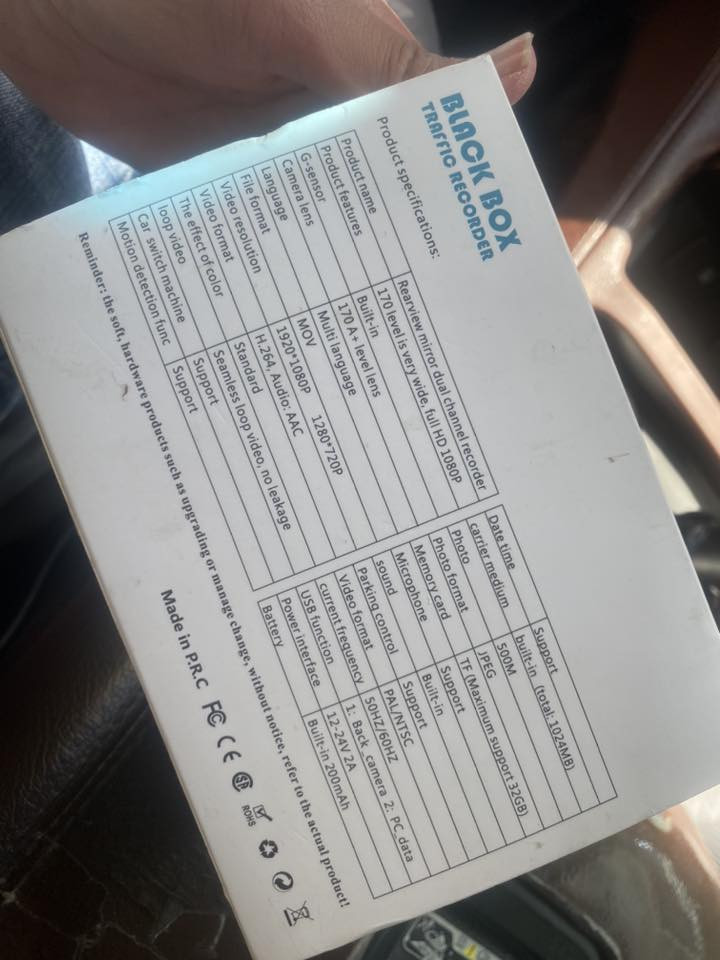 BLACK BOX
TRAFFIC RECORDER
Product specifications:
Product name Rearview mirror dual channel recorder
Product features 170 level is very wide, full HD 1080P
G-sensor Built-in
Camera lens 170 A+ level lens
Language Multi language
File format MOV
Video resolution 1920*1080P 1280*720P
Video format H.264, Audio: AAC
The effect of color Standard
loop video Seamless loop video, no leakage
Car switch machine Support
Motion detection func Support
Date time Support
carrier medium built-in (total:1024MB)
Photo 500M
Photo format JPEG
Memory card TF (Maximum support 32GB)
Microphone Support
sound Built-in
Parking control Support
Video format PAL/NTSC
current frequency 50HZ/60HZ
USB function 1: Back_camera 2: PC_data
Power interface 12-24V 2A
Battery Built-in 200mAh
Reminder: the soft, hardware products such as upgrading or manage change, without notice, refer to the actual product!
Made in P.R.C FC CE ROHS